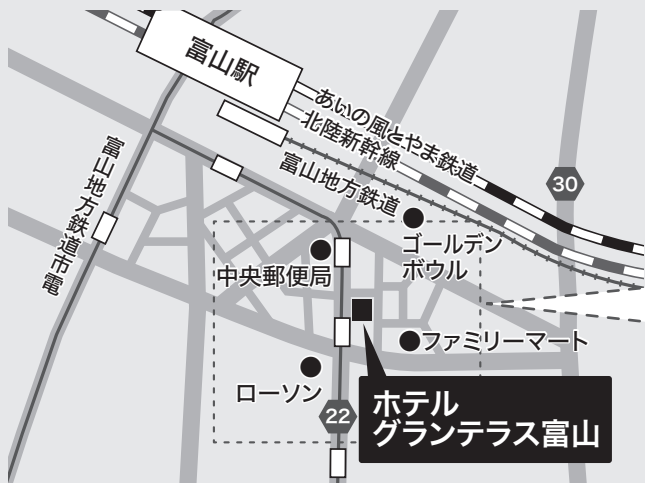 富山駅
あいの風とやま鉄道
北陸新幹線
富山地方鉄道
富山地方鉄道市電
30
ゴールデン
ボウル
中央郵便局
ファミリーマート
ローソン
22
ホテル
グランテラス富山